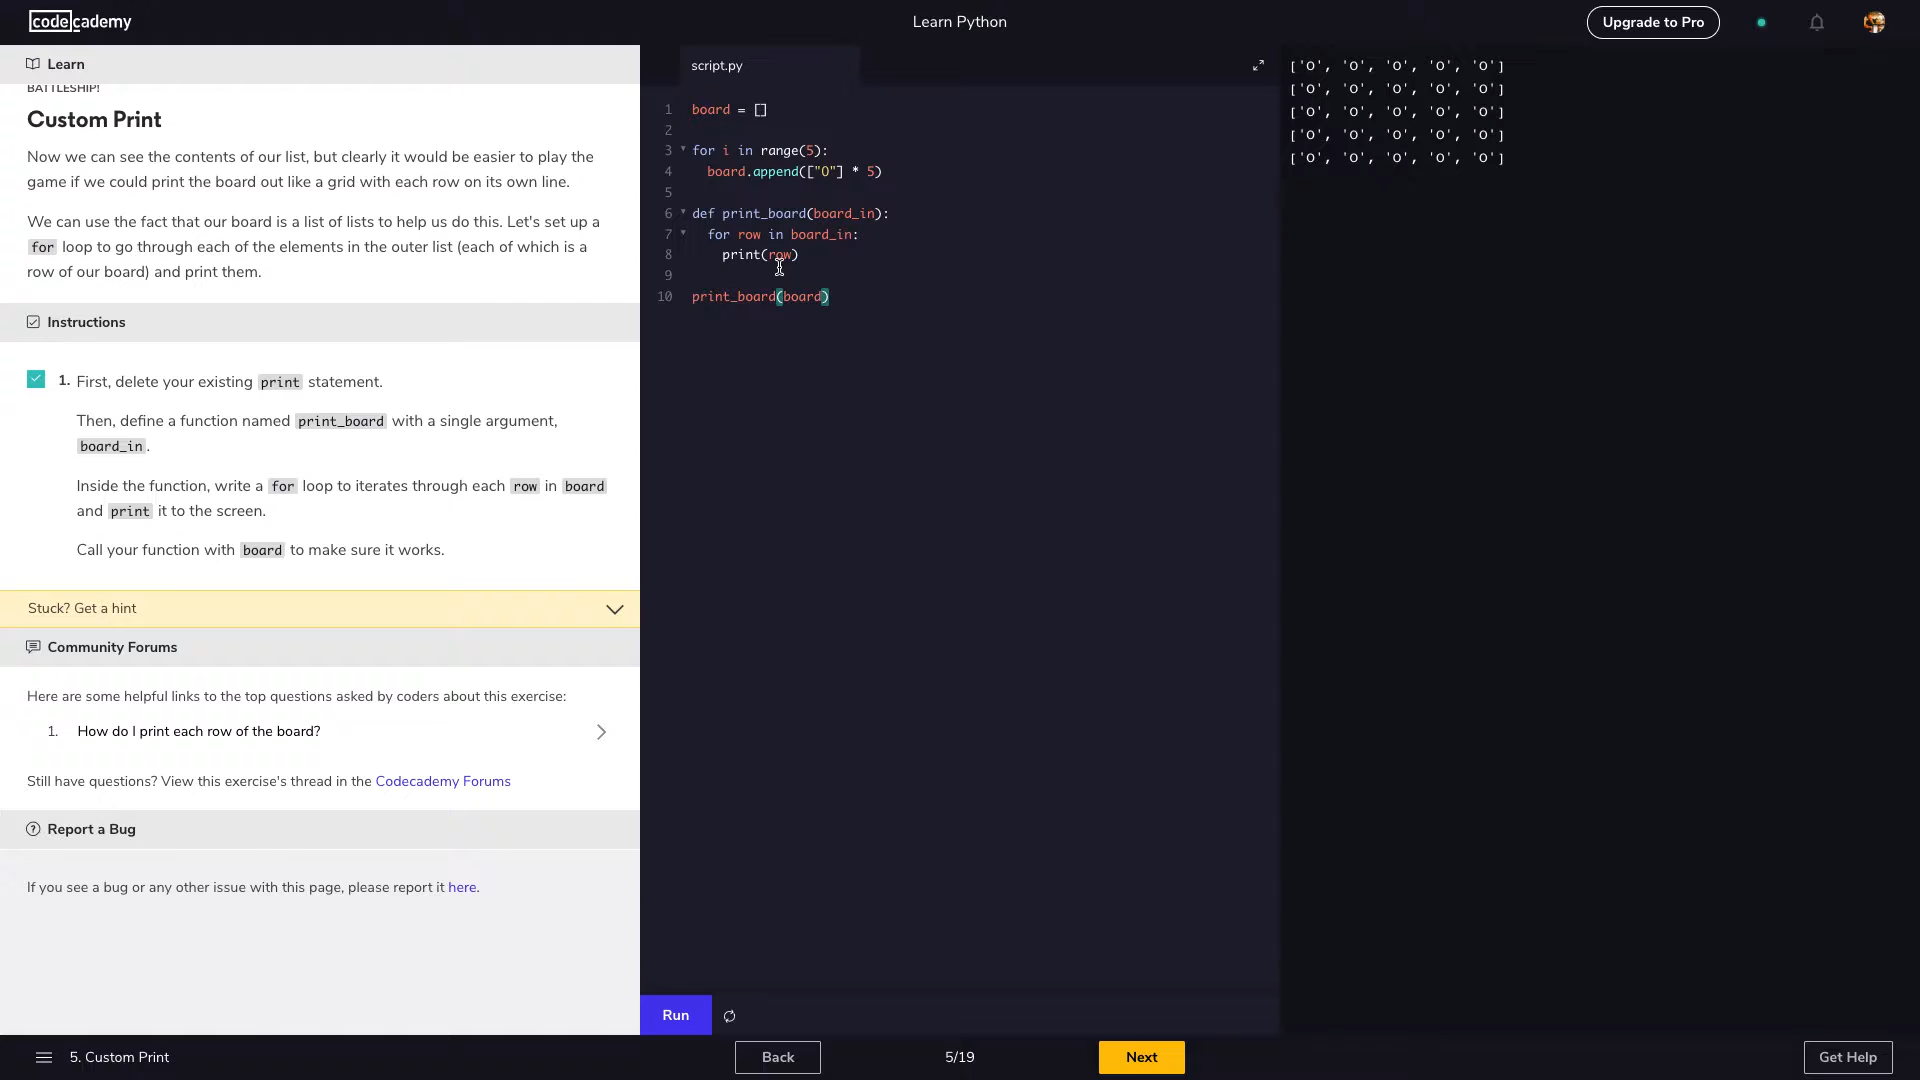 codecademy
Learn Python
Upgrade to Pro
Learn
BATTLESHIP!
Custom Print
Now we can see the contents of our list, but clearly it would be easier to play the
game if we could print the board out like a grid with each row on its own line.
We can use the fact that our board is a list of lists to help us do this. Let's set up a
for loop to go through each of the elements in the outer list (each of which is a
row of our board) and print them.
Instructions
1. First, delete your existing print statement.
Then, define a function named print_board with a single argument,
board_in.
Inside the function, write a for loop to iterates through each row in board
and print it to the screen.
Call your function with board to make sure it works.
Stuck? Get a hint
Community Forums
Here are some helpful links to the top questions asked by coders about this exercise:
1. How do I print each row of the board?
Still have questions? View this exercise's thread in the Codecademy Forums
Report a Bug
If you see a bug or any other issue with this page, please report it here.
script.py
1 board = []
2
3 for i in range(5):
4 board.append(["O"] * 5)
5
6 def print_board(board_in):
7 for row in board_in:
8 print(row)
9
10 print_board(board)
['O', 'O', 'O', 'O', 'O']
['O', 'O', 'O', 'O', 'O']
['O', 'O', 'O', 'O', 'O']
['O', 'O', 'O', 'O', 'O']
['O', 'O', 'O', 'O', 'O']
Run
5. Custom Print
Back
5/19
Next
Get Help